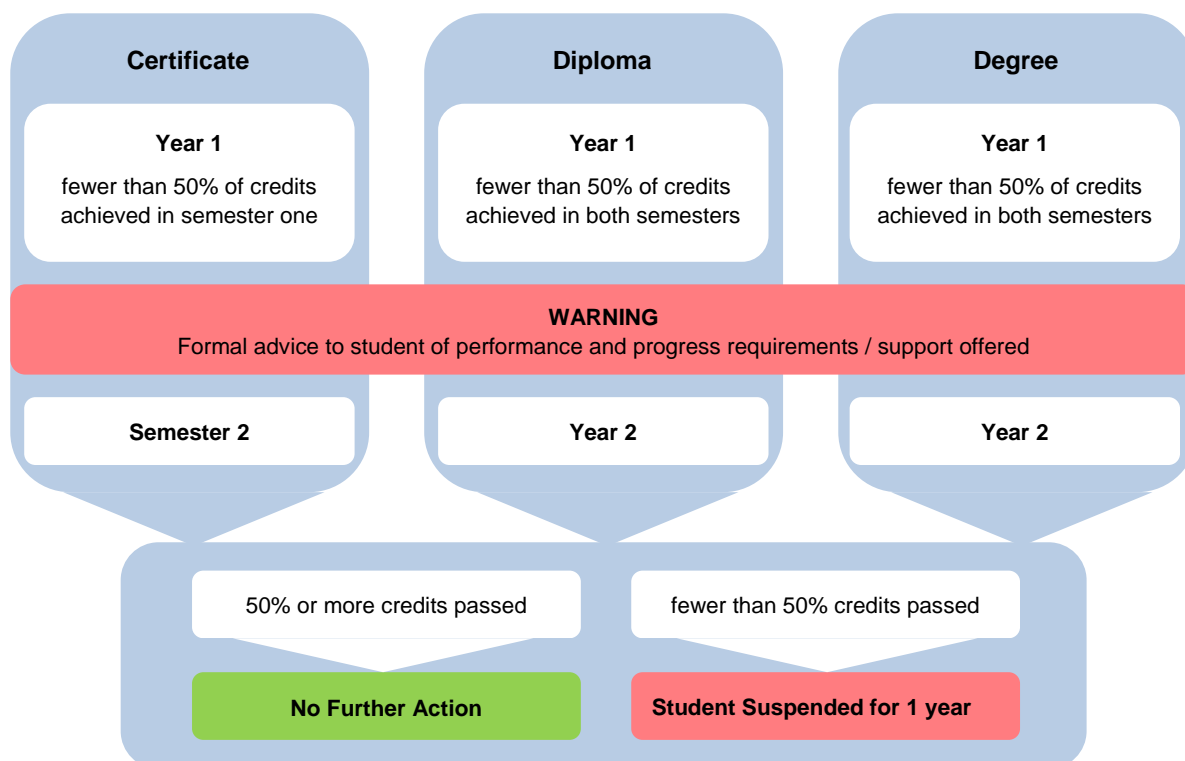 Certificate
Year 1
fewer than 50% of credits
achieved in semester one
Diploma
Year 1
fewer than 50% of credits
achieved in both semesters
Degree
Year 1
fewer than 50% of credits
achieved in both semesters
WARNING
Formal advice to student of performance and progress requirements / support offered
Semester 2
Year 2
Year 2
50% or more credits passed
fewer than 50% credits passed
No Further Action
Student Suspended for 1 year